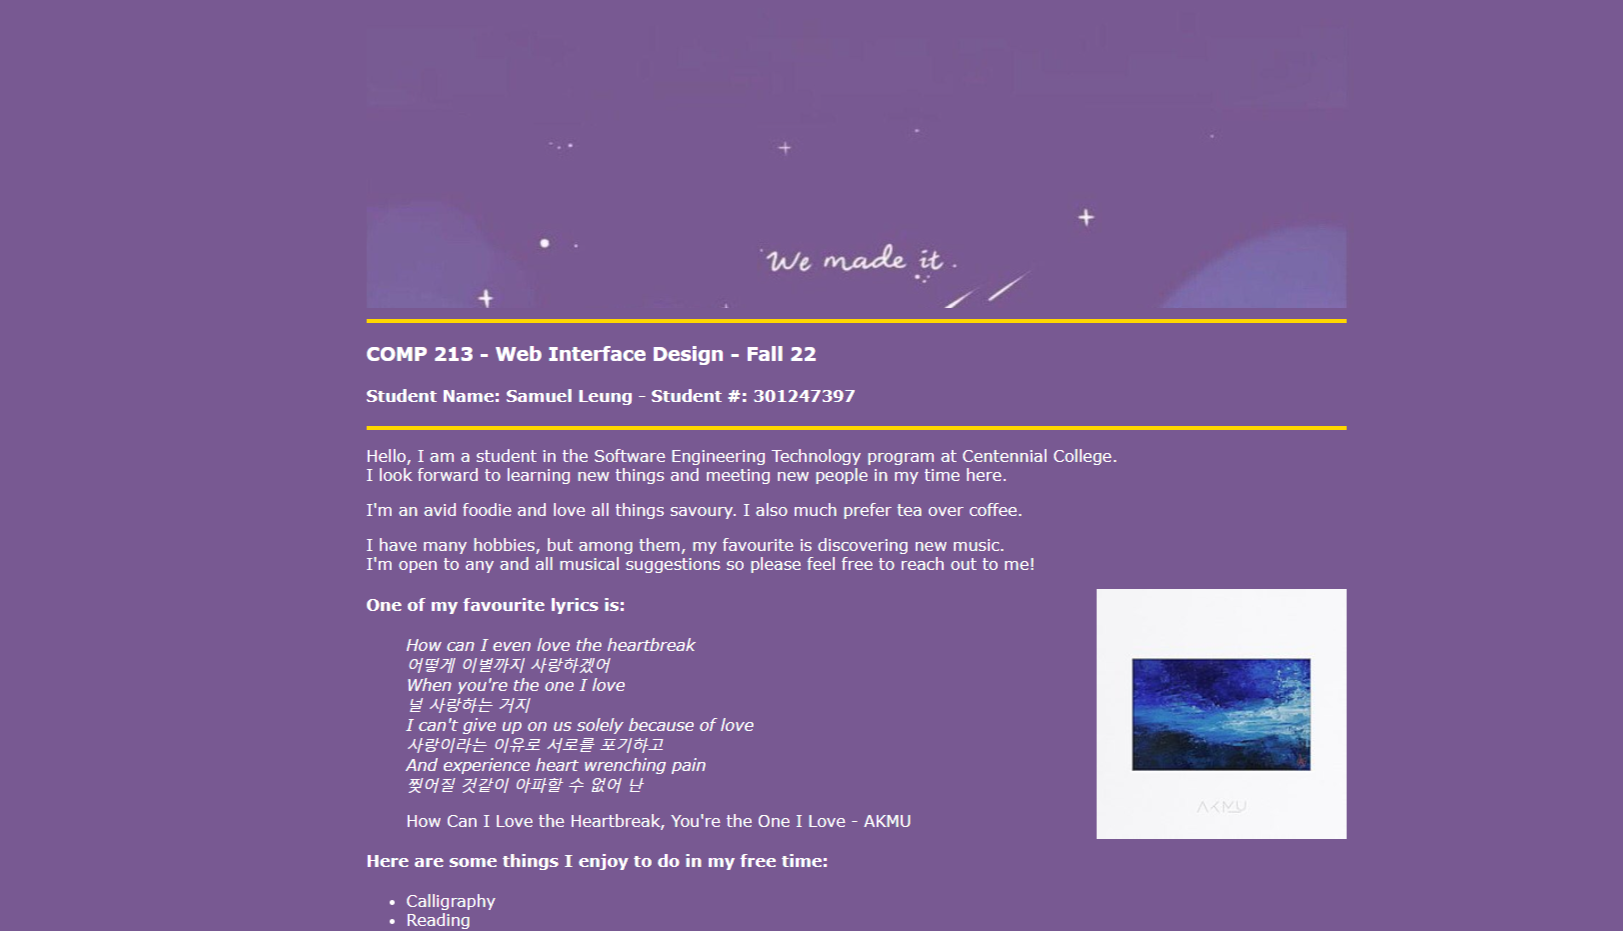 We made it.
COMP 213 - Web Interface Design - Fall 22
Student Name: Samuel Leung - Student #: 301247397
Hello, I am a student in the Software Engineering Technology program at Centennial College.
I look forward to learning new things and meeting new people in my time here.
I'm an avid foodie and love all things savoury. I also much prefer tea over coffee.
I have many hobbies, but among them, my favourite is discovering new music.
I'm open to any and all musical suggestions so please feel free to reach out to me!
One of my favourite lyrics is:
How can I even love the heartbreak
어떻게 이별까지 사랑하겠어
When you're the one I love
널 사랑하는 거지
I can't give up on us solely because of love
사랑이라는 이유로 서로를 포기하고
And experience heart wrenching pain
찢어질 것같이 아파할 수 없어 난
How Can I Love the Heartbreak, You're the One I Love - AKMU
AKMU
Here are some things I enjoy to do in my free time:
• Calligraphy
• Reading